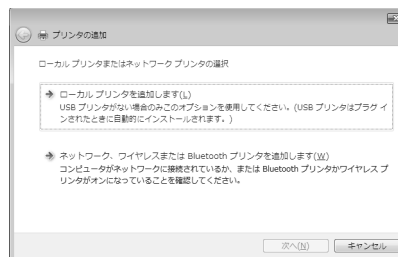 プリンタの追加
ローカル プリンタまたはネットワーク プリンタの選択
ローカル プリンタを追加します(L)
USB プリンタがない場合のみこのオプションを使用してください。(USB プリンタはプラグ イ
ンされたときに自動的にインストールされます。)
ネットワーク、ワイヤレスまたは Bluetooth プリンタを追加します(W)
コンピュータがネットワークに接続されているか、または Bluetooth プリンタかワイヤレス プ
リンタがオンになっていることを確認してください。
次へ(N)
キャンセル